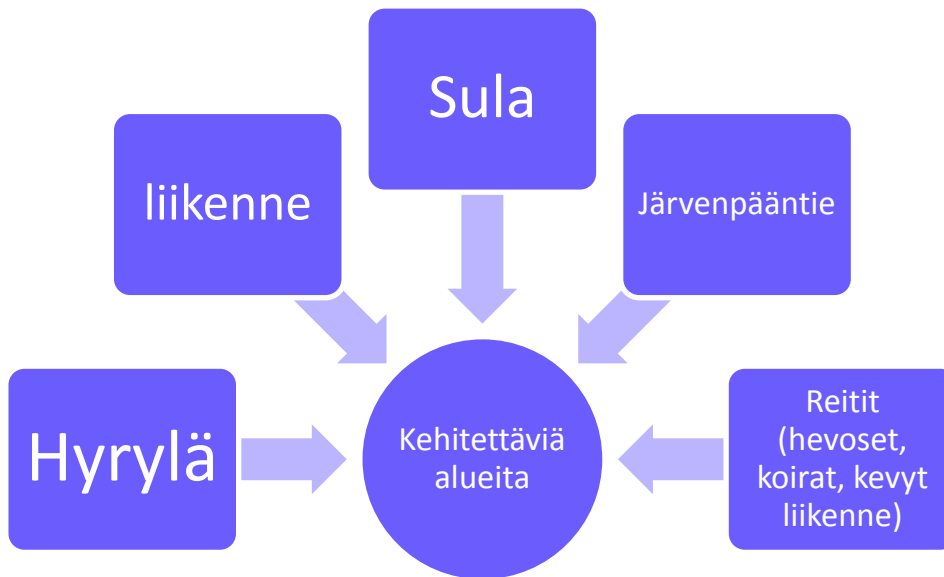 Sula
liikenne
Järvenpääntie
Hyrylä
Kehitettäviä
alueita
Reitit
(hevoset,
koirat, kevyt
liikenne)